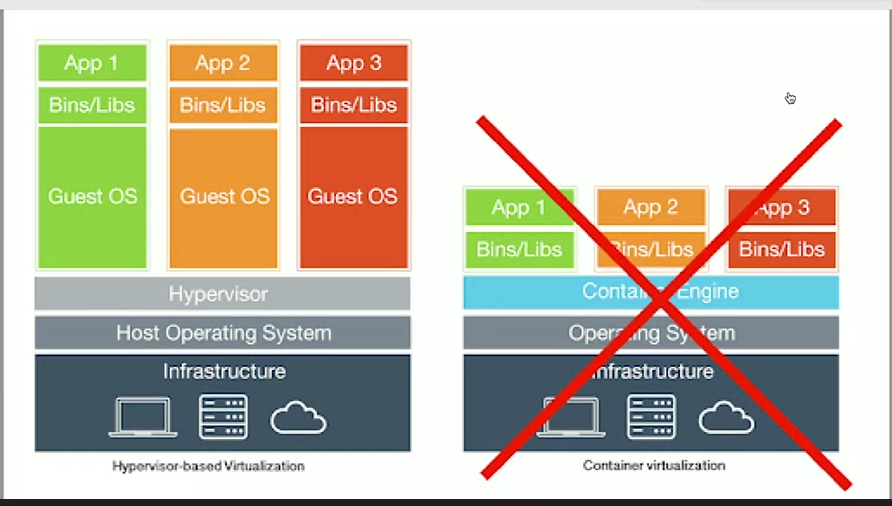 App 1
App 2
App 3
Bins/Libs
Bins/Libs
Bins/Libs
Guest OS
Guest OS
Guest OS
Hypervisor
Host Operating System
Infrastructure
Hypervisor-based Virtualization
App 1
App 2
App 3
Bins/Libs
Bins/Libs
Bins/Libs
Container Engine
Operating System
Infrastructure
Container virtualization